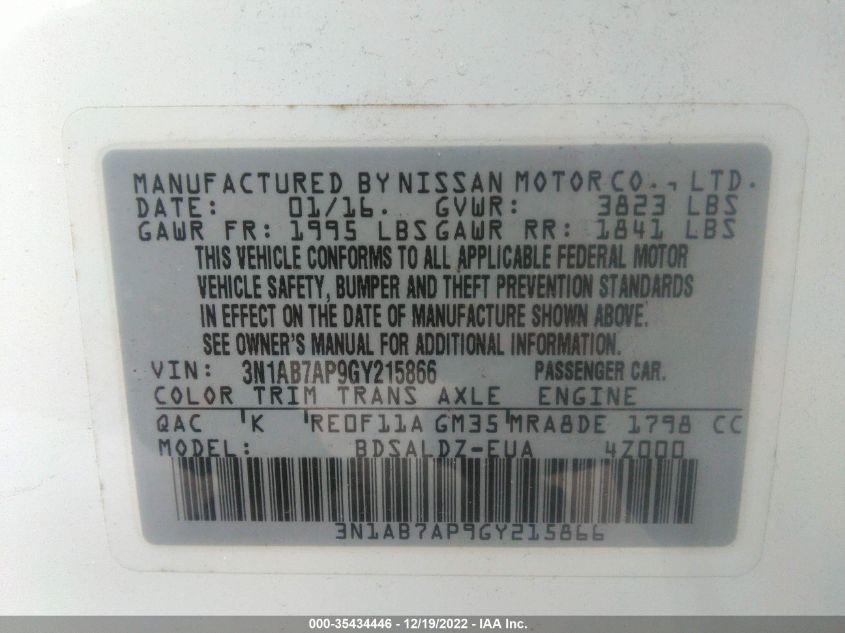 MANUFACTURED BY NISSAN MOTOR CO., LTD.
DATE: 01/16. GVWR: 3823 LBS
GAWR FR: 1995 LBS GAWR RR: 1841 LBS
THIS VEHICLE CONFORMS TO ALL APPLICABLE FEDERAL MOTOR
VEHICLE SAFETY, BUMPER AND THEFT PREVENTION STANDARDS
IN EFFECT ON THE DATE OF MANUFACTURE SHOWN ABOVE.
SEE OWNER'S MANUAL FOR ADDITIONAL INFORMATION.
VIN: 3N1AB7AP9GY215866 PASSENGER CAR.
COLOR TRIM TRANS AXLE ENGINE
QAC K RE0F11A GM35 MRA8DE 1798 CC
MODEL: BDSALDZ-EUA 4Z000
3N1AB7AP9GY215866
000-35434446 - 12/19/2022 - IAA Inc.